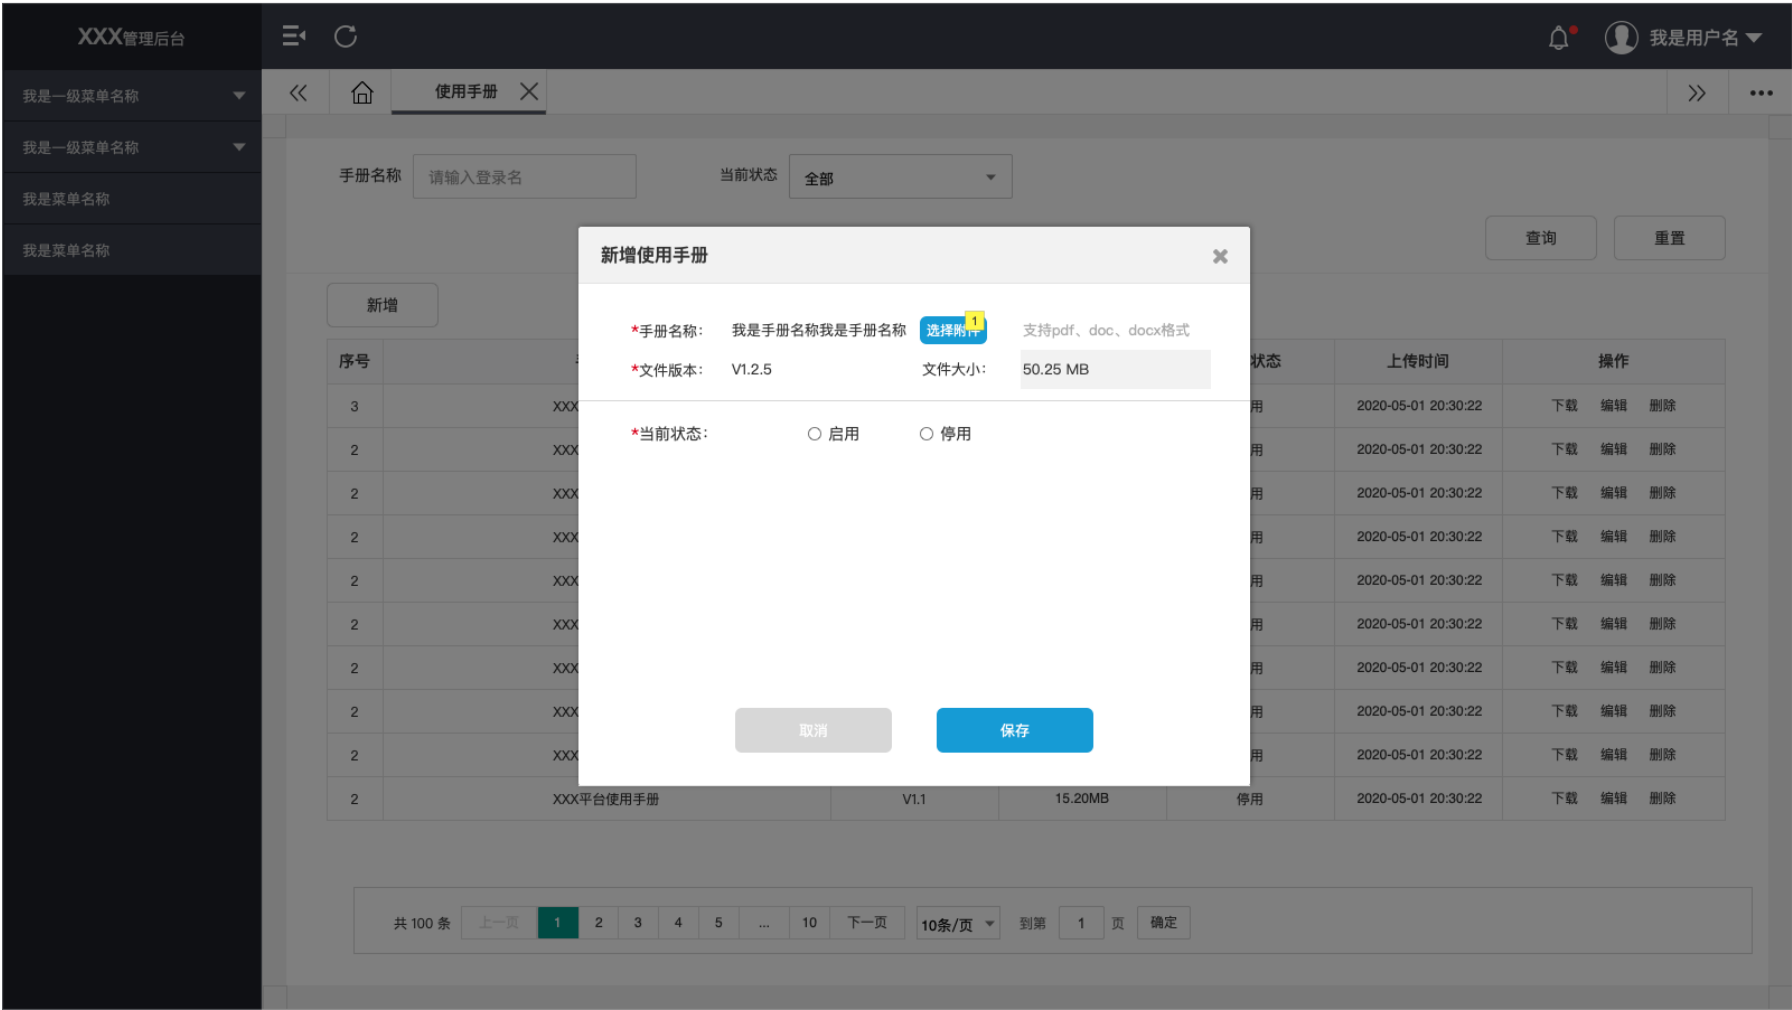 XXX管理后台
我是用户名
我是一级菜单名称
我是一级菜单名称
我是菜单名称
我是菜单名称
使用手册
手册名称 请输入登录名 当前状态 全部
查询 重置
新增
新增使用手册
*手册名称： 我是手册名称我是手册名称 选择附件 1 支持pdf、doc、docx格式
*文件版本： V1.2.5 文件大小： 50.25 MB
*当前状态： 启用 停用
取消 保存
序号 状态 上传时间 操作
3 XXX 用 2020-05-01 20:30:22 下载 编辑 删除
2 XXX 用 2020-05-01 20:30:22 下载 编辑 删除
2 XXX 用 2020-05-01 20:30:22 下载 编辑 删除
2 XXX 用 2020-05-01 20:30:22 下载 编辑 删除
2 XXX 用 2020-05-01 20:30:22 下载 编辑 删除
2 XXX 用 2020-05-01 20:30:22 下载 编辑 删除
2 XXX 用 2020-05-01 20:30:22 下载 编辑 删除
2 XXX 用 2020-05-01 20:30:22 下载 编辑 删除
2 XXX 用 2020-05-01 20:30:22 下载 编辑 删除
2 XXX平台使用手册 V1.1 15.20MB 停用 2020-05-01 20:30:22 下载 编辑 删除
共 100 条 上一页 1 2 3 4 5 ... 10 下一页 10条/页 到第 1 页 确定